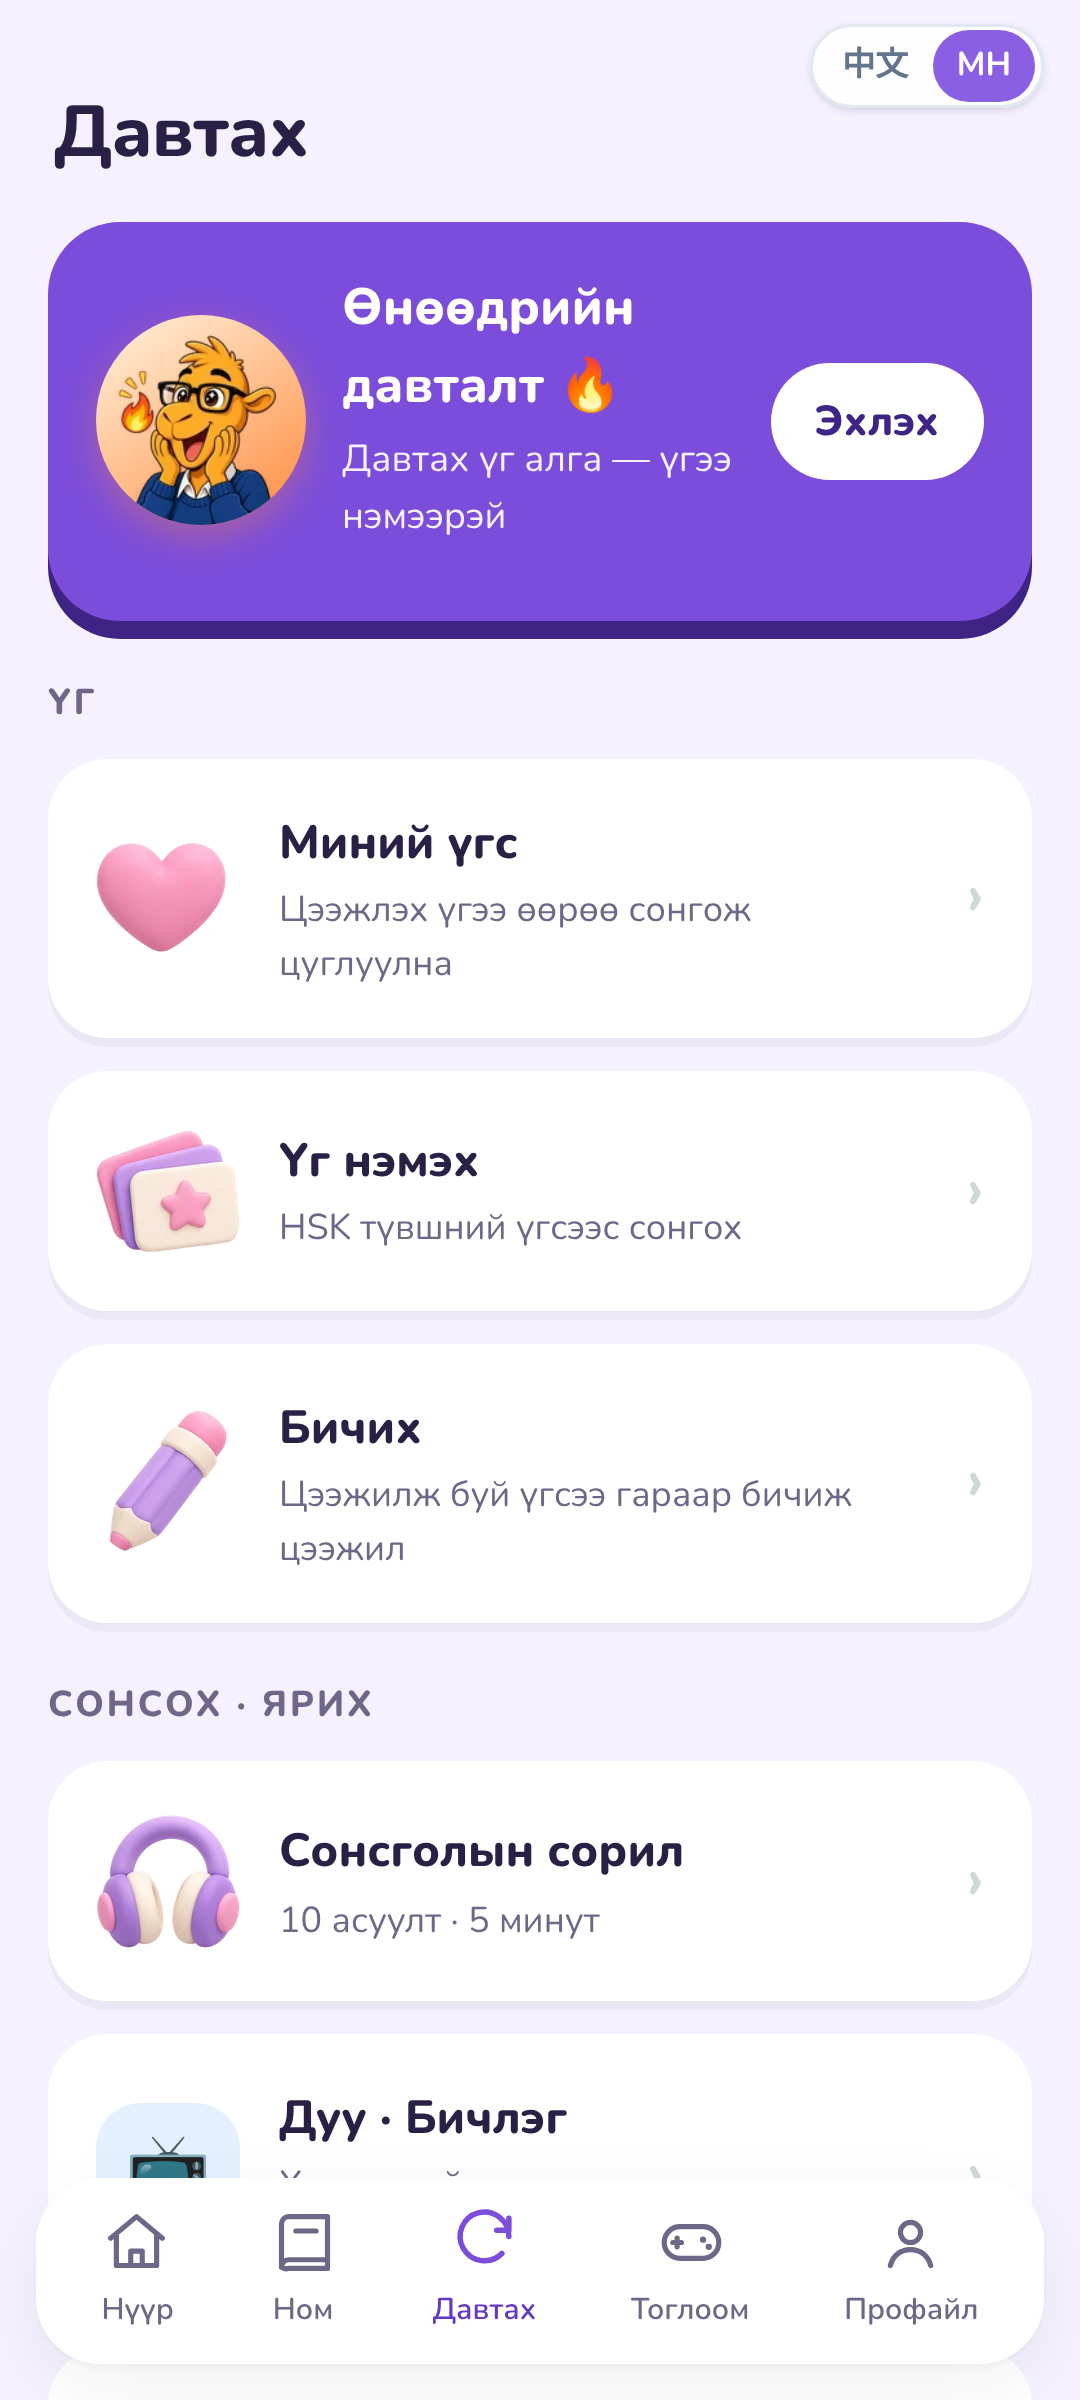 中文
МН
Давтах
Өнөөдрийн
давталт 🔥
Давтах үг алга — үгээ
нэмээрэй
Эхлэх
ҮГ
Миний үгс
Цээжлэх үгээ өөрөө сонгож
цуглуулна
Үг нэмэх
HSK түвшний үгсээс сонгох
Бичих
Цээжилж буй үгсээ гараар бичиж
цээжил
СОНСОХ · ЯРИХ
Сонсголын сорил
10 асуулт · 5 минут
Дуу · Бичлэг
Нүүр
Ном
Давтах
Тоглоом
Профайл